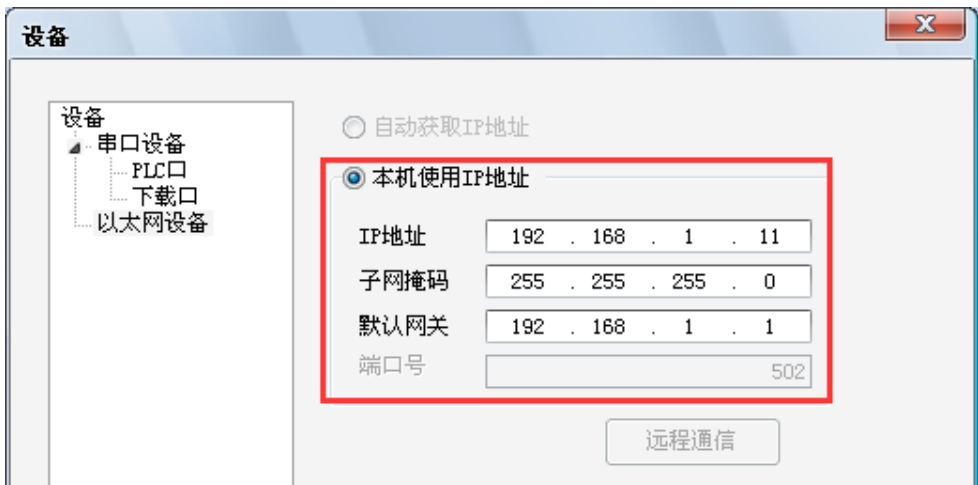 设备
设备
串口设备
PLC口
下载口
以太网设备
自动获取IP地址
本机使用IP地址
IP地址 192 . 168 . 1 . 11
子网掩码 255 . 255 . 255 . 0
默认网关 192 . 168 . 1 . 1
端口号 502
远程通信